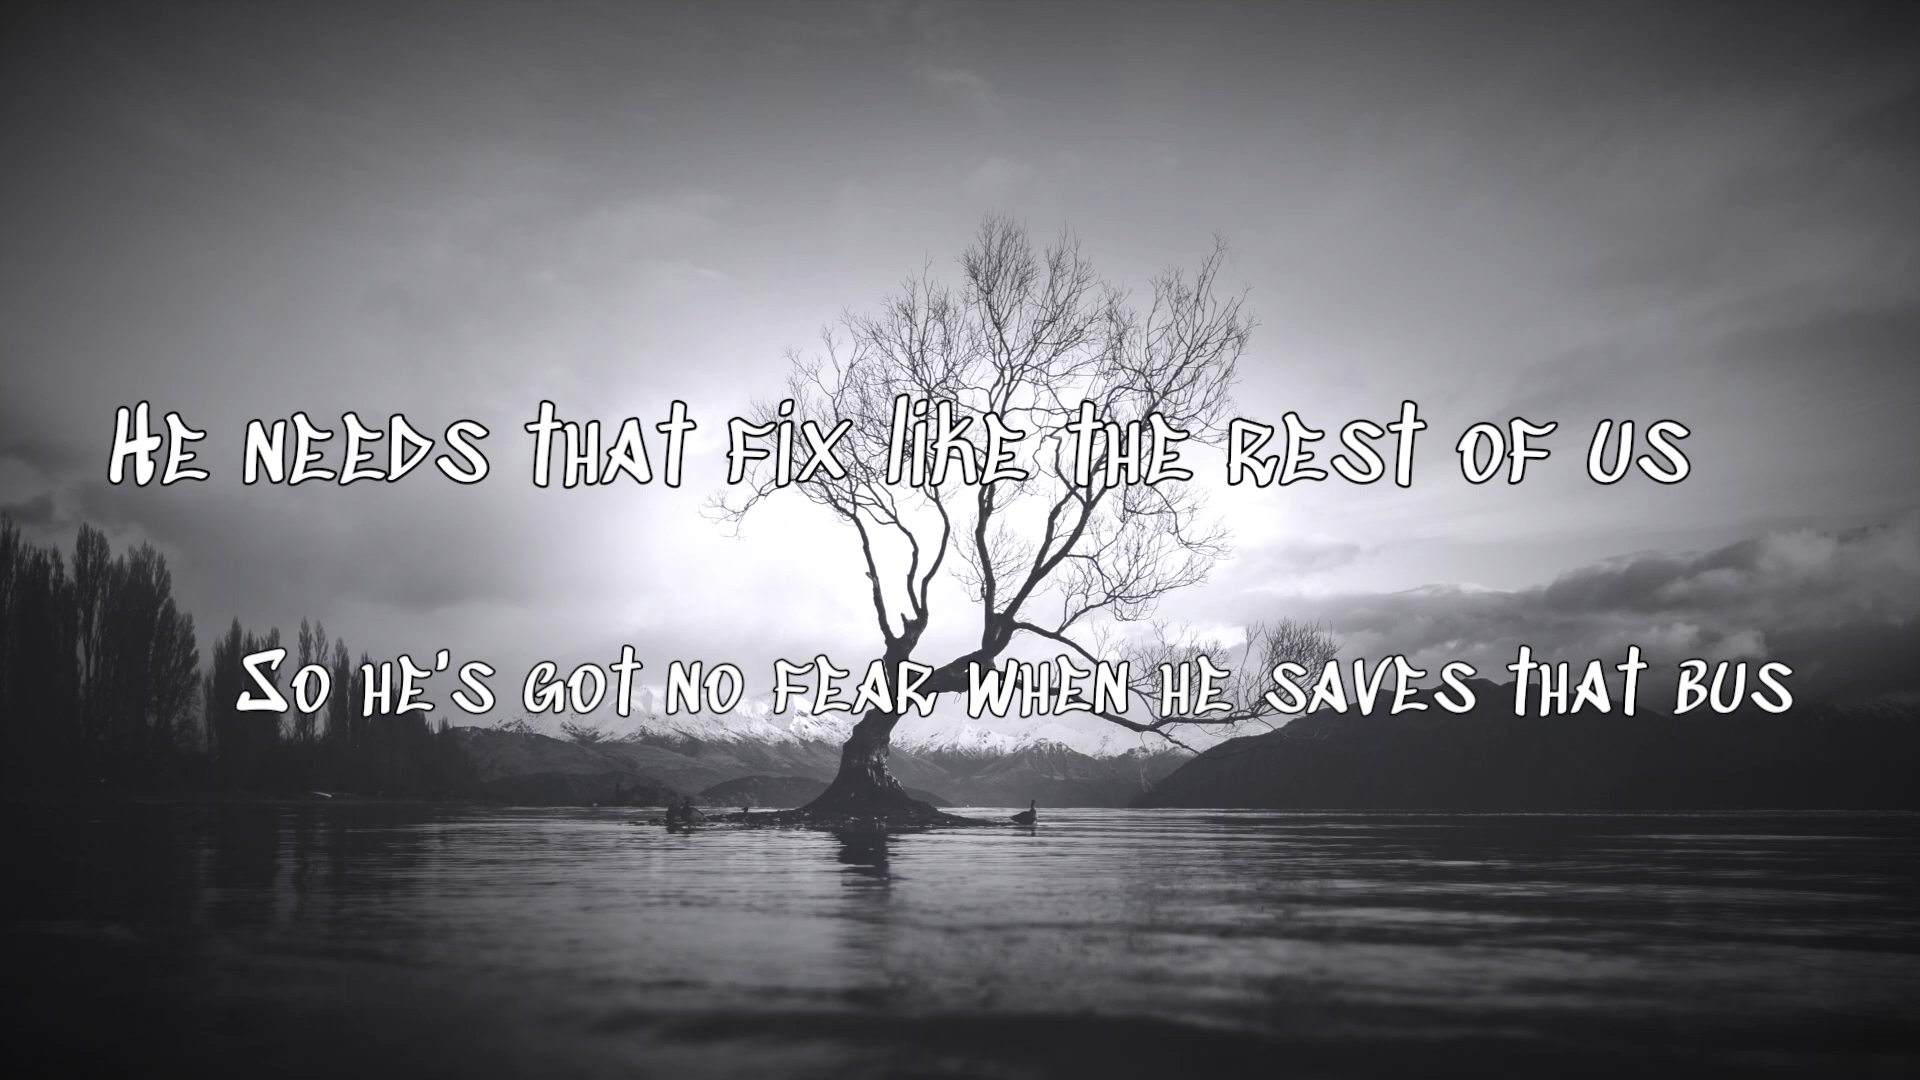 He needs that fix like the rest of us
So he's got no fear when he saves that bus